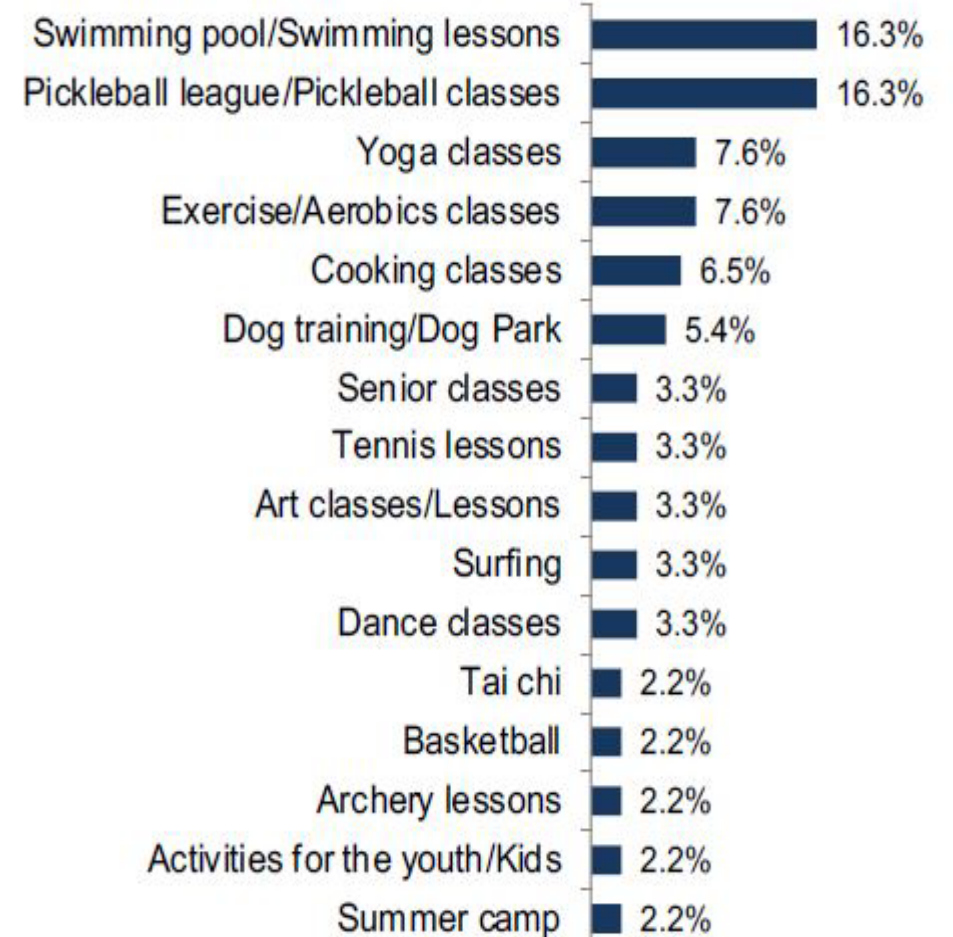 Swimming pool/Swimming lessons 16.3%
Pickleball league/Pickleball classes 16.3%
Yoga classes 7.6%
Exercise/Aerobics classes 7.6%
Cooking classes 6.5%
Dog training/Dog Park 5.4%
Senior classes 3.3%
Tennis lessons 3.3%
Art classes/Lessons 3.3%
Surfing 3.3%
Dance classes 3.3%
Tai chi 2.2%
Basketball 2.2%
Archery lessons 2.2%
Activities for the youth/Kids 2.2%
Summer camp 2.2%